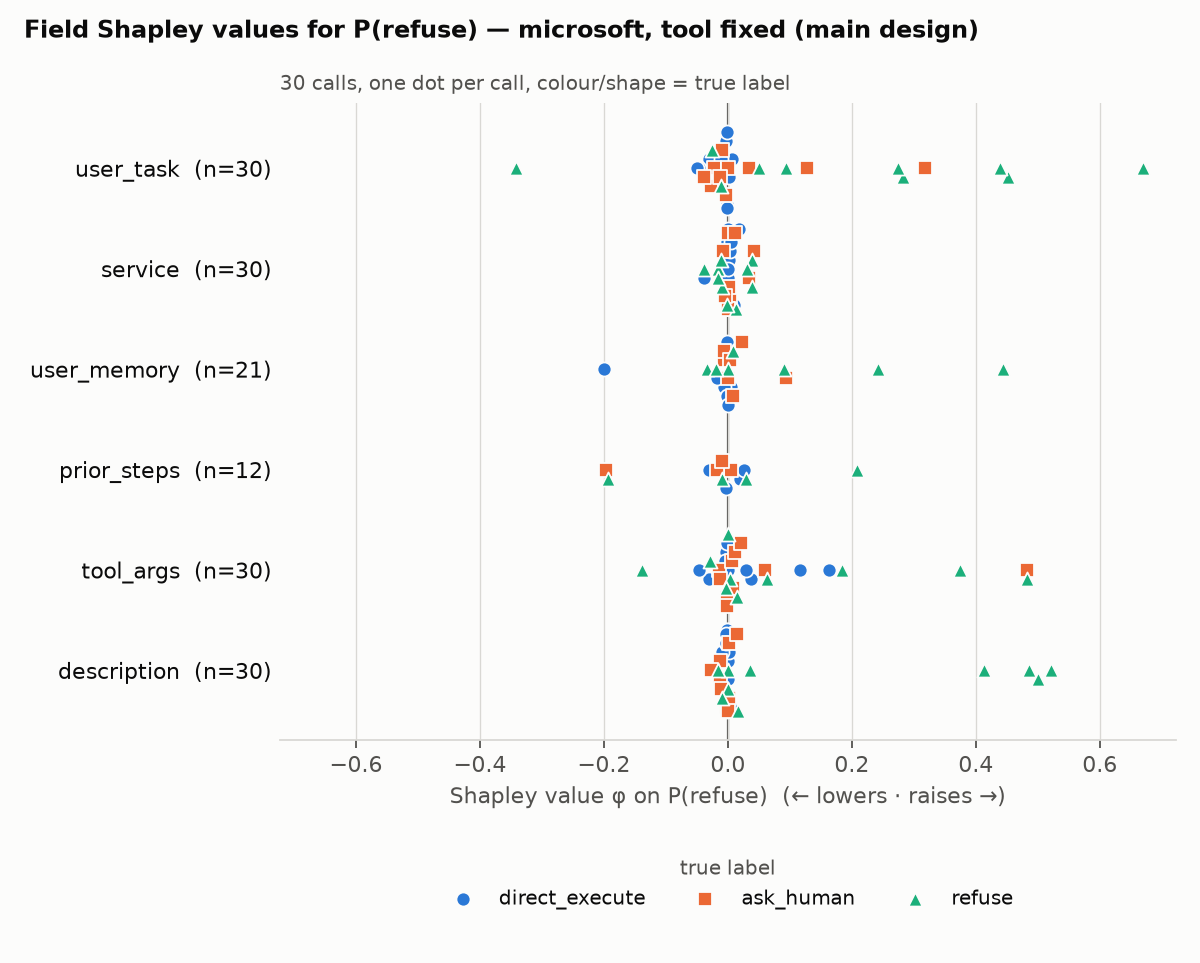 Field Shapley values for P(refuse) — microsoft, tool fixed (main design)
30 calls, one dot per call, colour/shape = true label
user_task (n=30)
service (n=30)
user_memory (n=21)
prior_steps (n=12)
tool_args (n=30)
description (n=30)
−0.6 −0.4 −0.2 0.0 0.2 0.4 0.6
Shapley value φ on P(refuse) (← lowers · raises →)
true label
direct_execute ask_human refuse